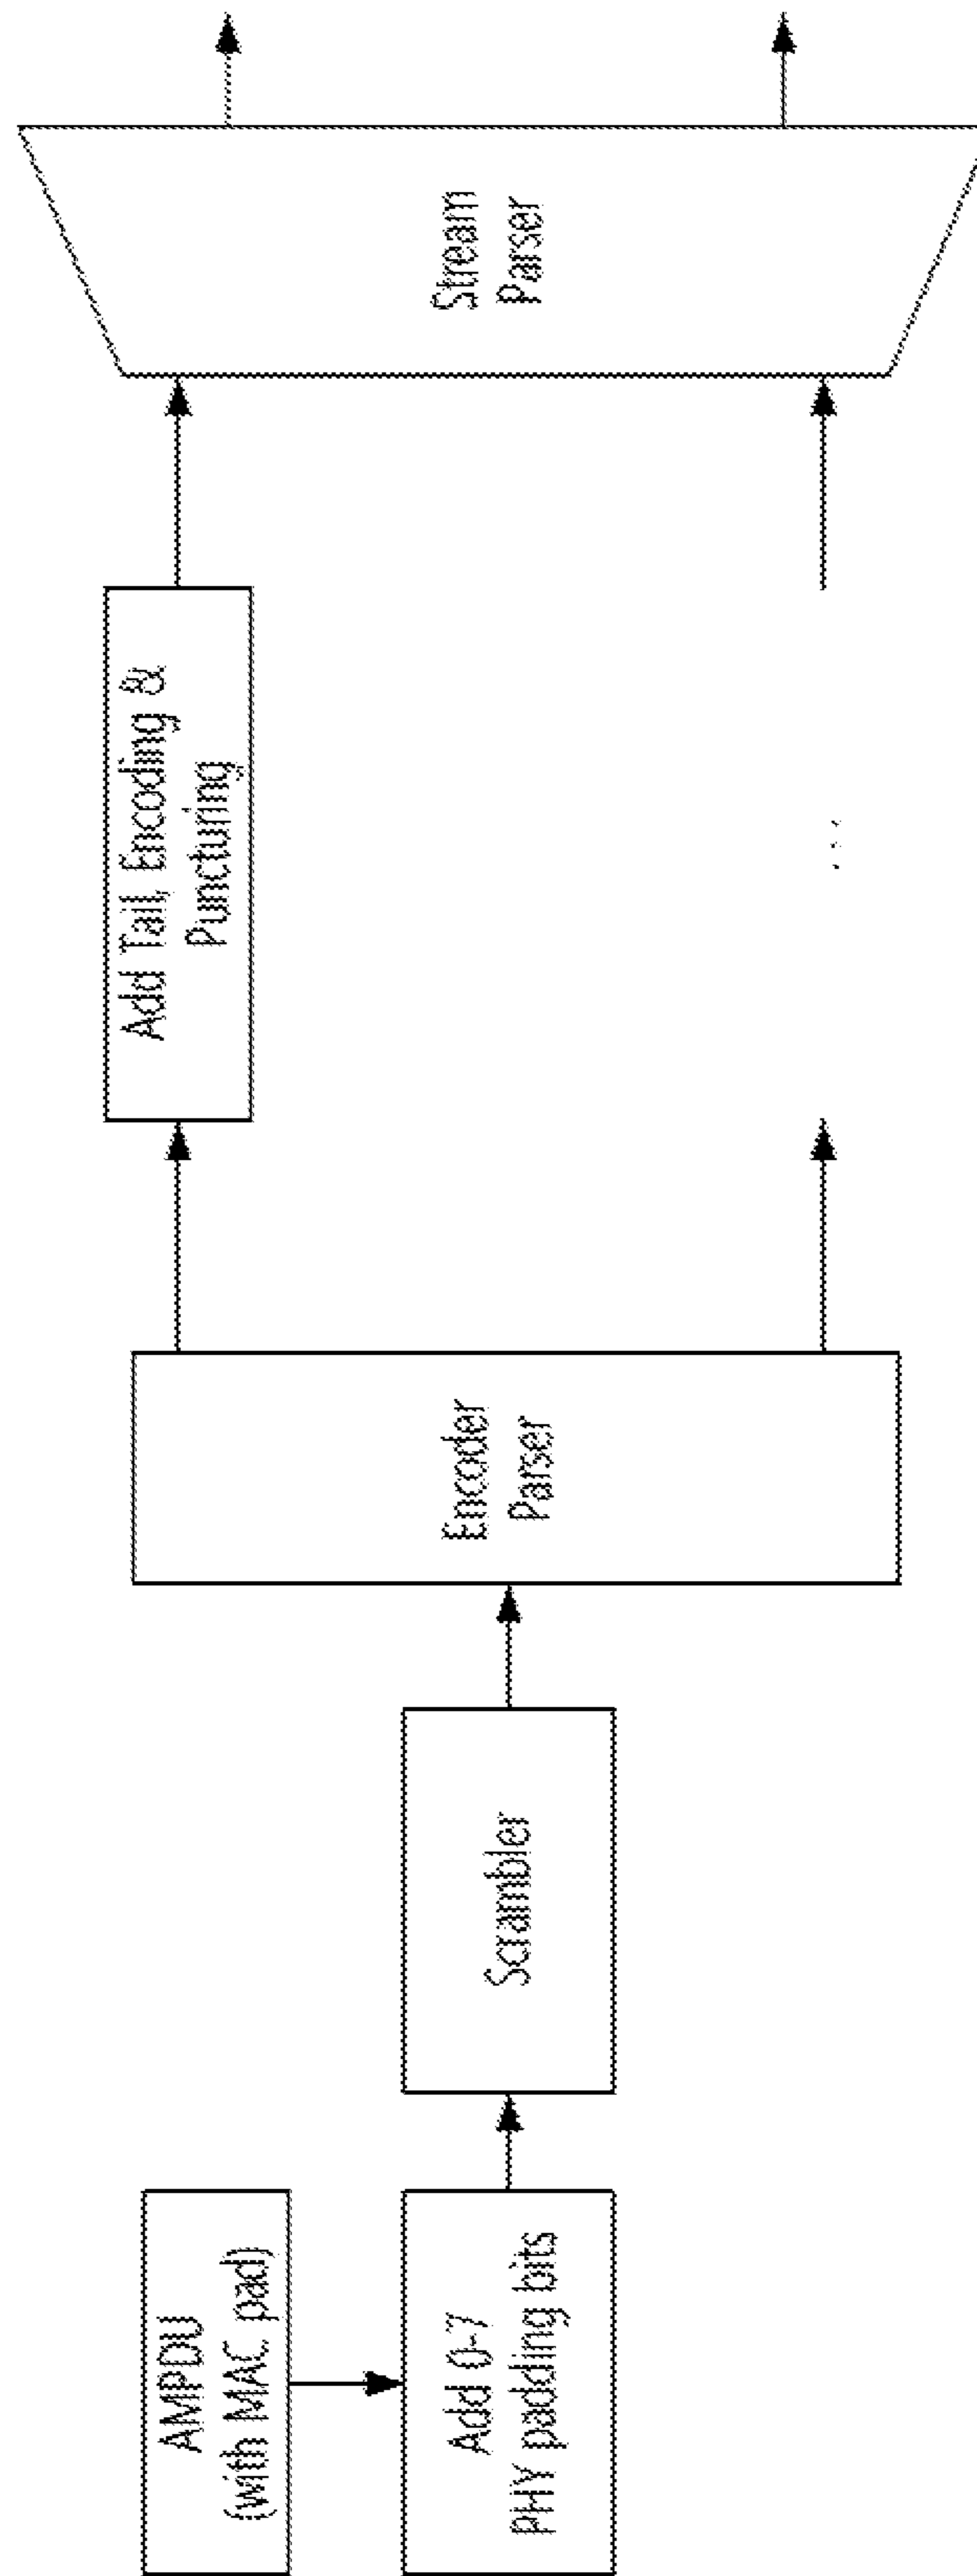 AMPDU
(with MAC pad)
Add 0-7
PHY padding bits
Scrambler
Encoder
Parser
Add Tail, Encoding &
Puncturing
...
Stream
Parser